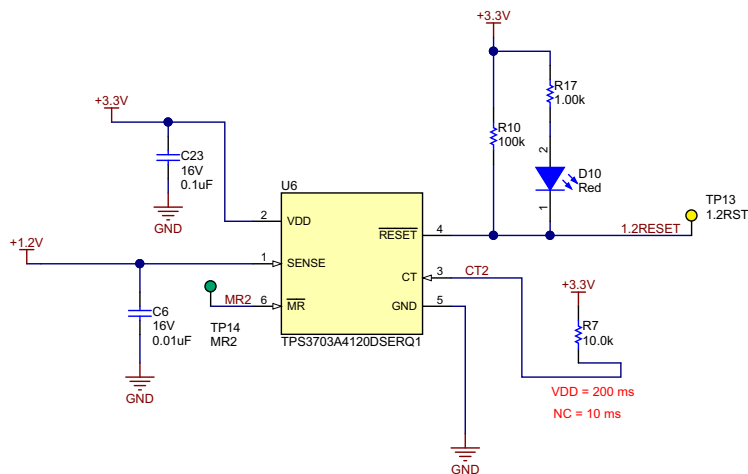 +3.3V
R17
1.00k
+3.3V
R10
100k
C23
16V
0.1uF
2
D10
Red
1
TP13
1.2RST
GND
U6
2
VDD
RESET
4
1.2RESET
+1.2V
1
SENSE
CT
3
CT2
MR2
6
MR
GND
5
+3.3V
C6
16V
0.01uF
TP14
MR2
TPS3703A4120DSERQ1
R7
10.0k
GND
VDD = 200 ms
NC = 10 ms
GND